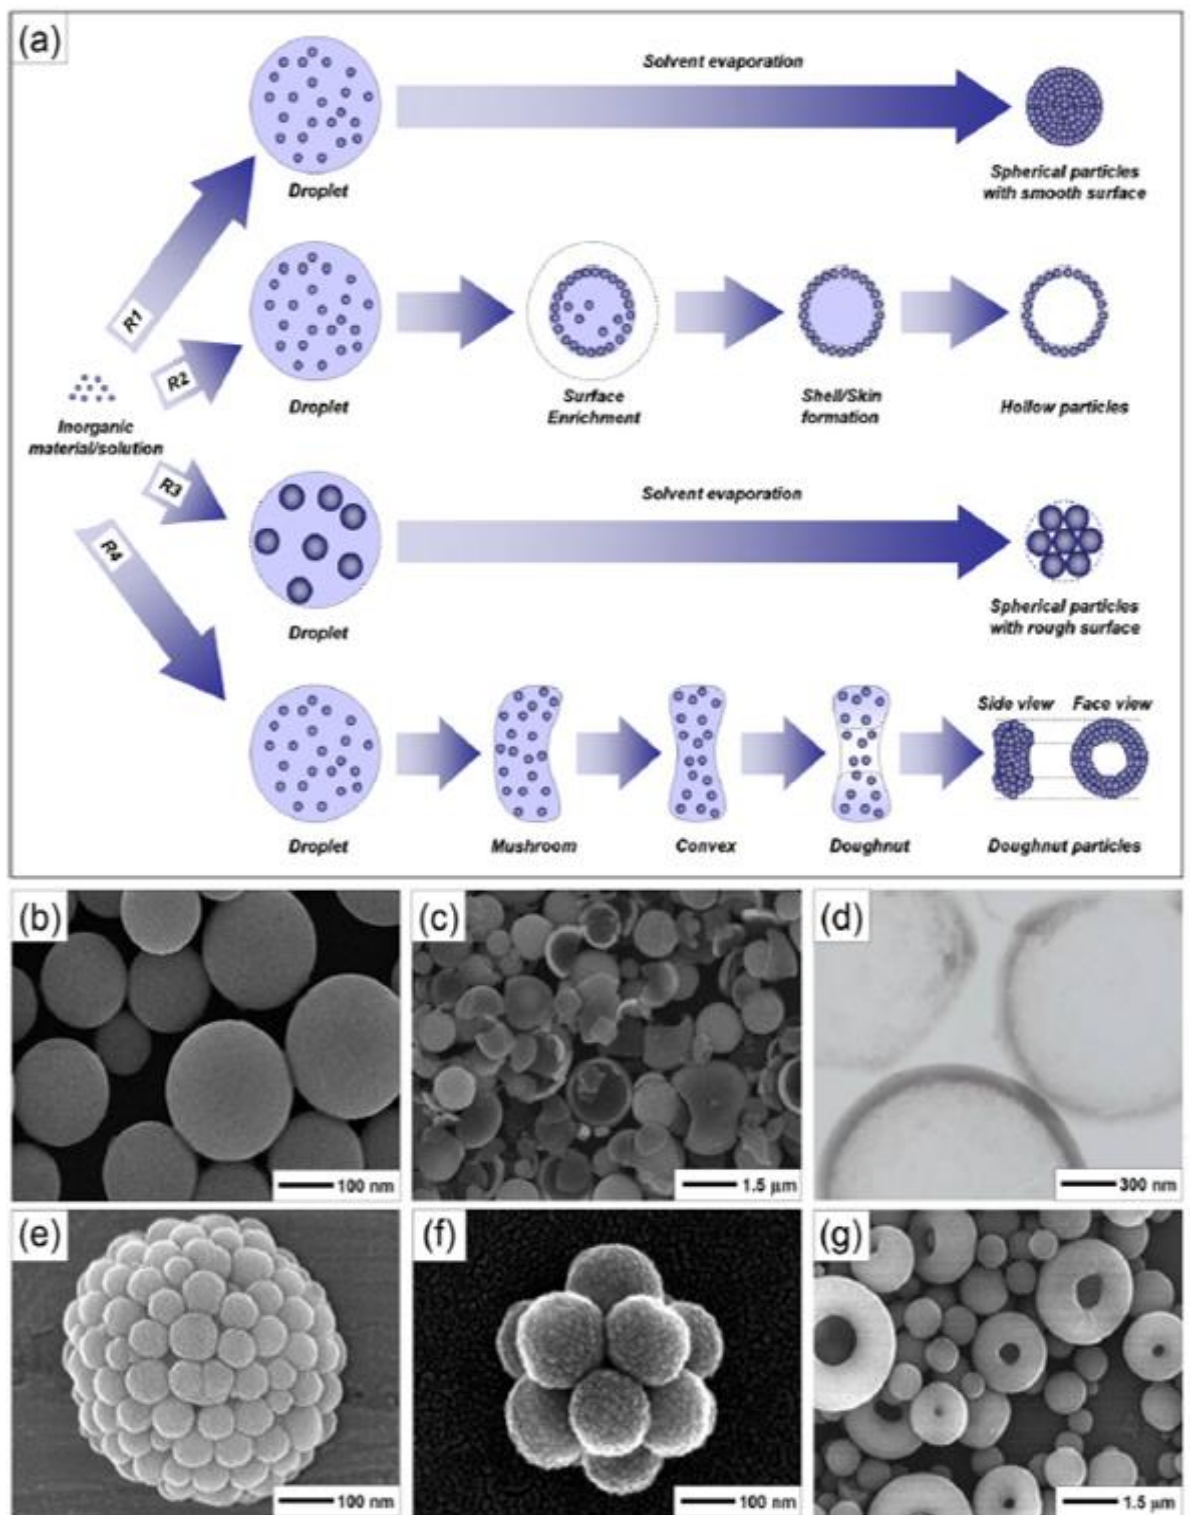 (a)
Solvent evaporation
Droplet
Spherical particles
with smooth surface
R1
R2
Droplet
Surface
Enrichment
Shell/Skin
formation
Hollow particles
Inorganic
material/solution
R3
R4
Solvent evaporation
Droplet
Spherical particles
with rough surface
Side view
Face view
Droplet
Mushroom
Convex
Doughnut
Doughnut particles
(b)
100 nm
(c)
1.5 μm
(d)
300 nm
(e)
100 nm
(f)
100 nm
(g)
1.5 μm